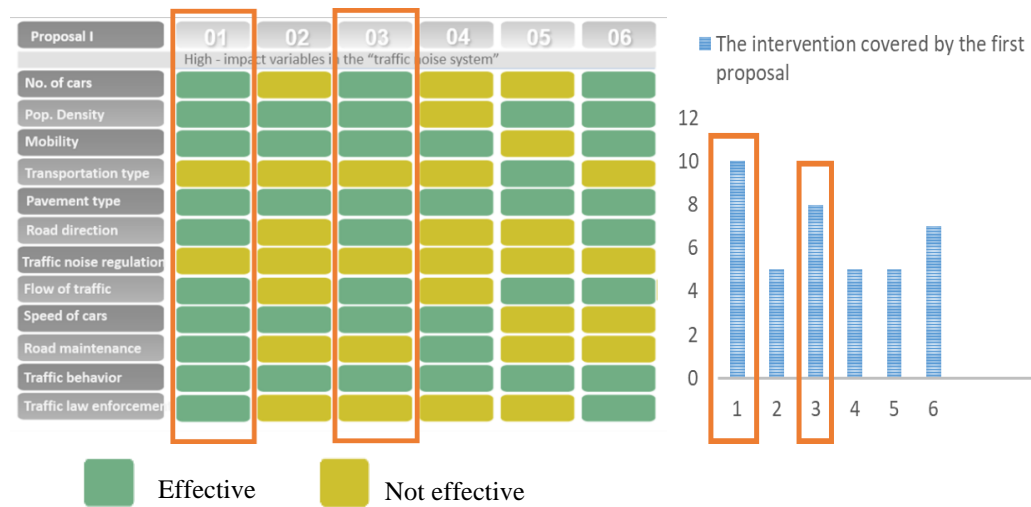 Proposal I 01 02 03 04 05 06
High - impact variables in the "traffic noise system"
No. of cars
Pop. Density
Mobility
Transportation type
Pavement type
Road direction
Traffic noise regulation
Flow of traffic
Speed of cars
Road maintenance
Traffic behavior
Traffic law enforcemen
Effective
Not effective
The intervention covered by the first
proposal
12
10
8
6
4
2
0
1 2 3 4 5 6